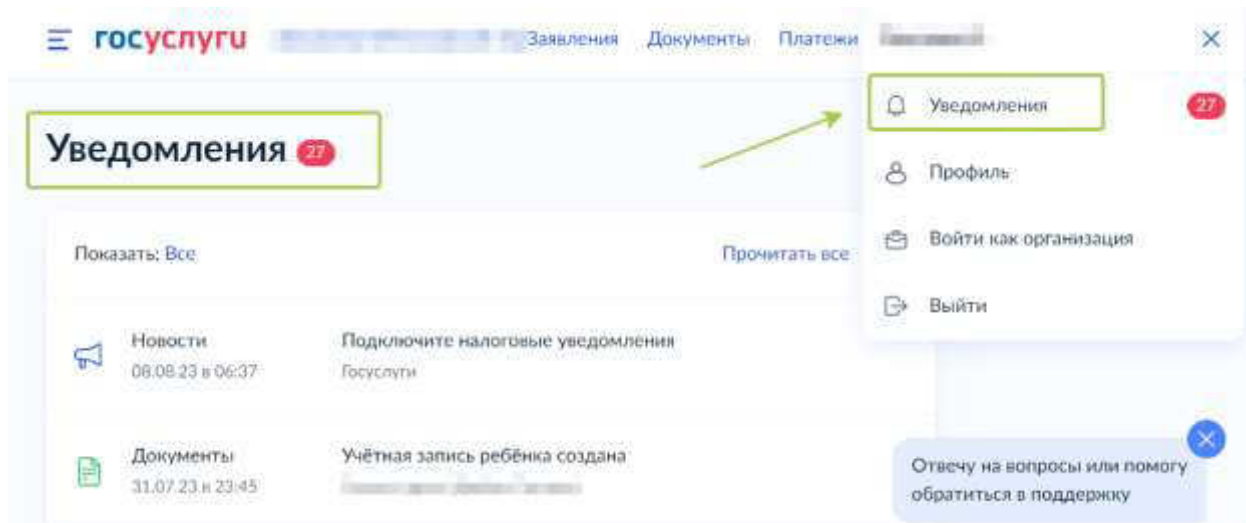 госуслуги Заявления Документы Платежи
Уведомления 27
Уведомления 27
Профиль
Войти как организация
Выйти
Показать: Все Прочитать все
Новости Подключите налоговые уведомления
08.08.23 в 06:37 Госуслуги
Документы Учётная запись ребёнка создана
31.07.23 в 23:45
Отвечу на вопросы или помогу
обратиться в поддержку